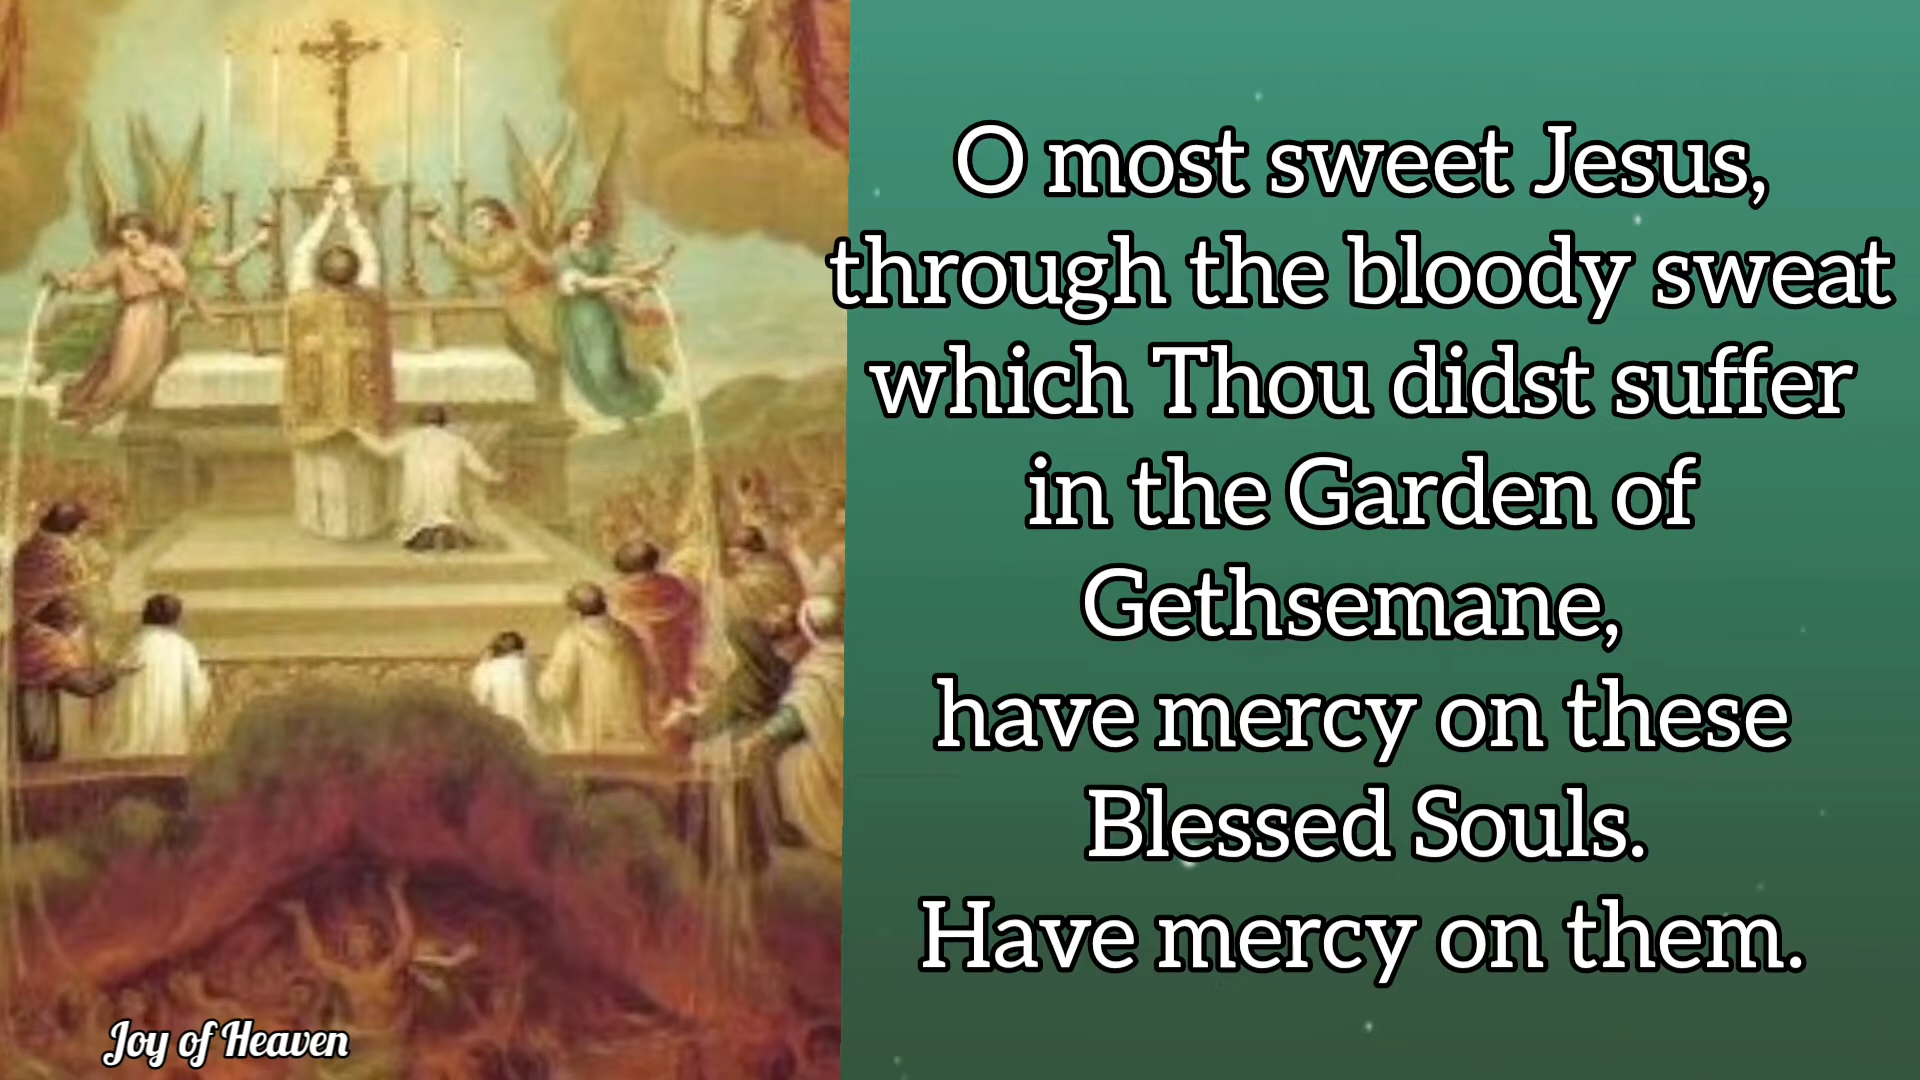 O most sweet Jesus,
through the bloody sweat
which Thou didst suffer
in the Garden of
Gethsemane,
have mercy on these
Blessed Souls.
Have mercy on them.
Joy of Heaven